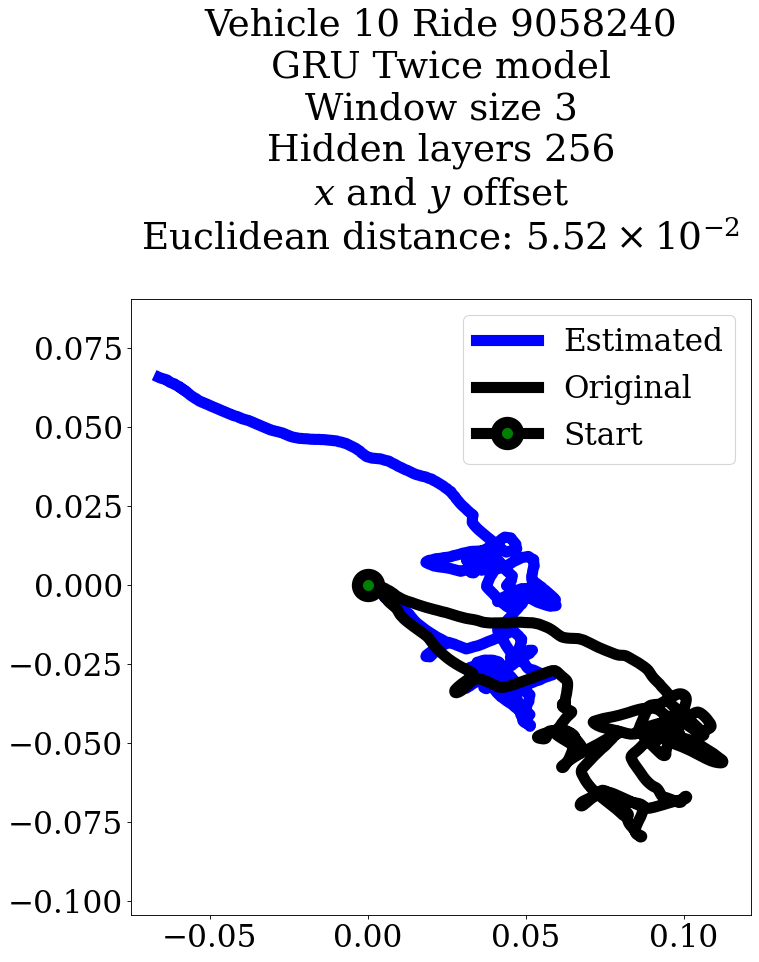 Vehicle 10 Ride 9058240
GRU Twice model
Window size 3
Hidden layers 256
x and y offset
Euclidean distance: 5.52 × 10⁻²
Estimated
Original
Start
0.075
0.050
0.025
0.000
−0.025
−0.050
−0.075
−0.100
−0.05 0.00 0.05 0.10